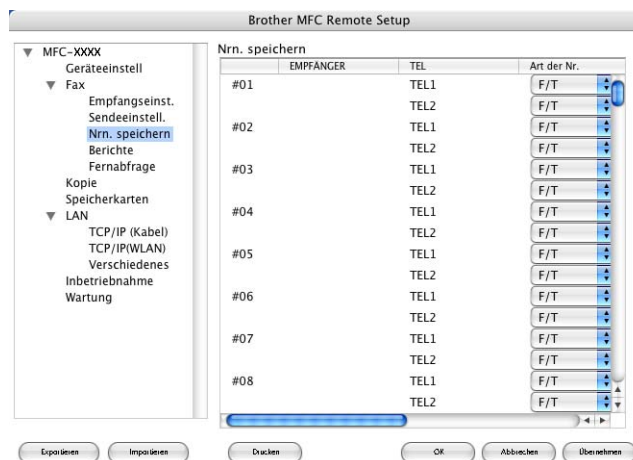 Brother MFC Remote Setup
MFC-XXXX
Geräteeinstell
Fax
Empfangseinst.
Sendeeinstell.
Nrn. speichern
Berichte
Fernabfrage
Kopie
Speicherkarten
LAN
TCP/IP (Kabel)
TCP/IP(WLAN)
Verschiedenes
Inbetriebnahme
Wartung
Nrn. speichern
EMPFÄNGER TEL Art der Nr.
#01 TEL1 F/T
TEL2 F/T
#02 TEL1 F/T
TEL2 F/T
#03 TEL1 F/T
TEL2 F/T
#04 TEL1 F/T
TEL2 F/T
#05 TEL1 F/T
TEL2 F/T
#06 TEL1 F/T
TEL2 F/T
#07 TEL1 F/T
TEL2 F/T
#08 TEL1 F/T
TEL2 F/T
Exportieren Importieren Drucken OK Abbrechen Übernehmen